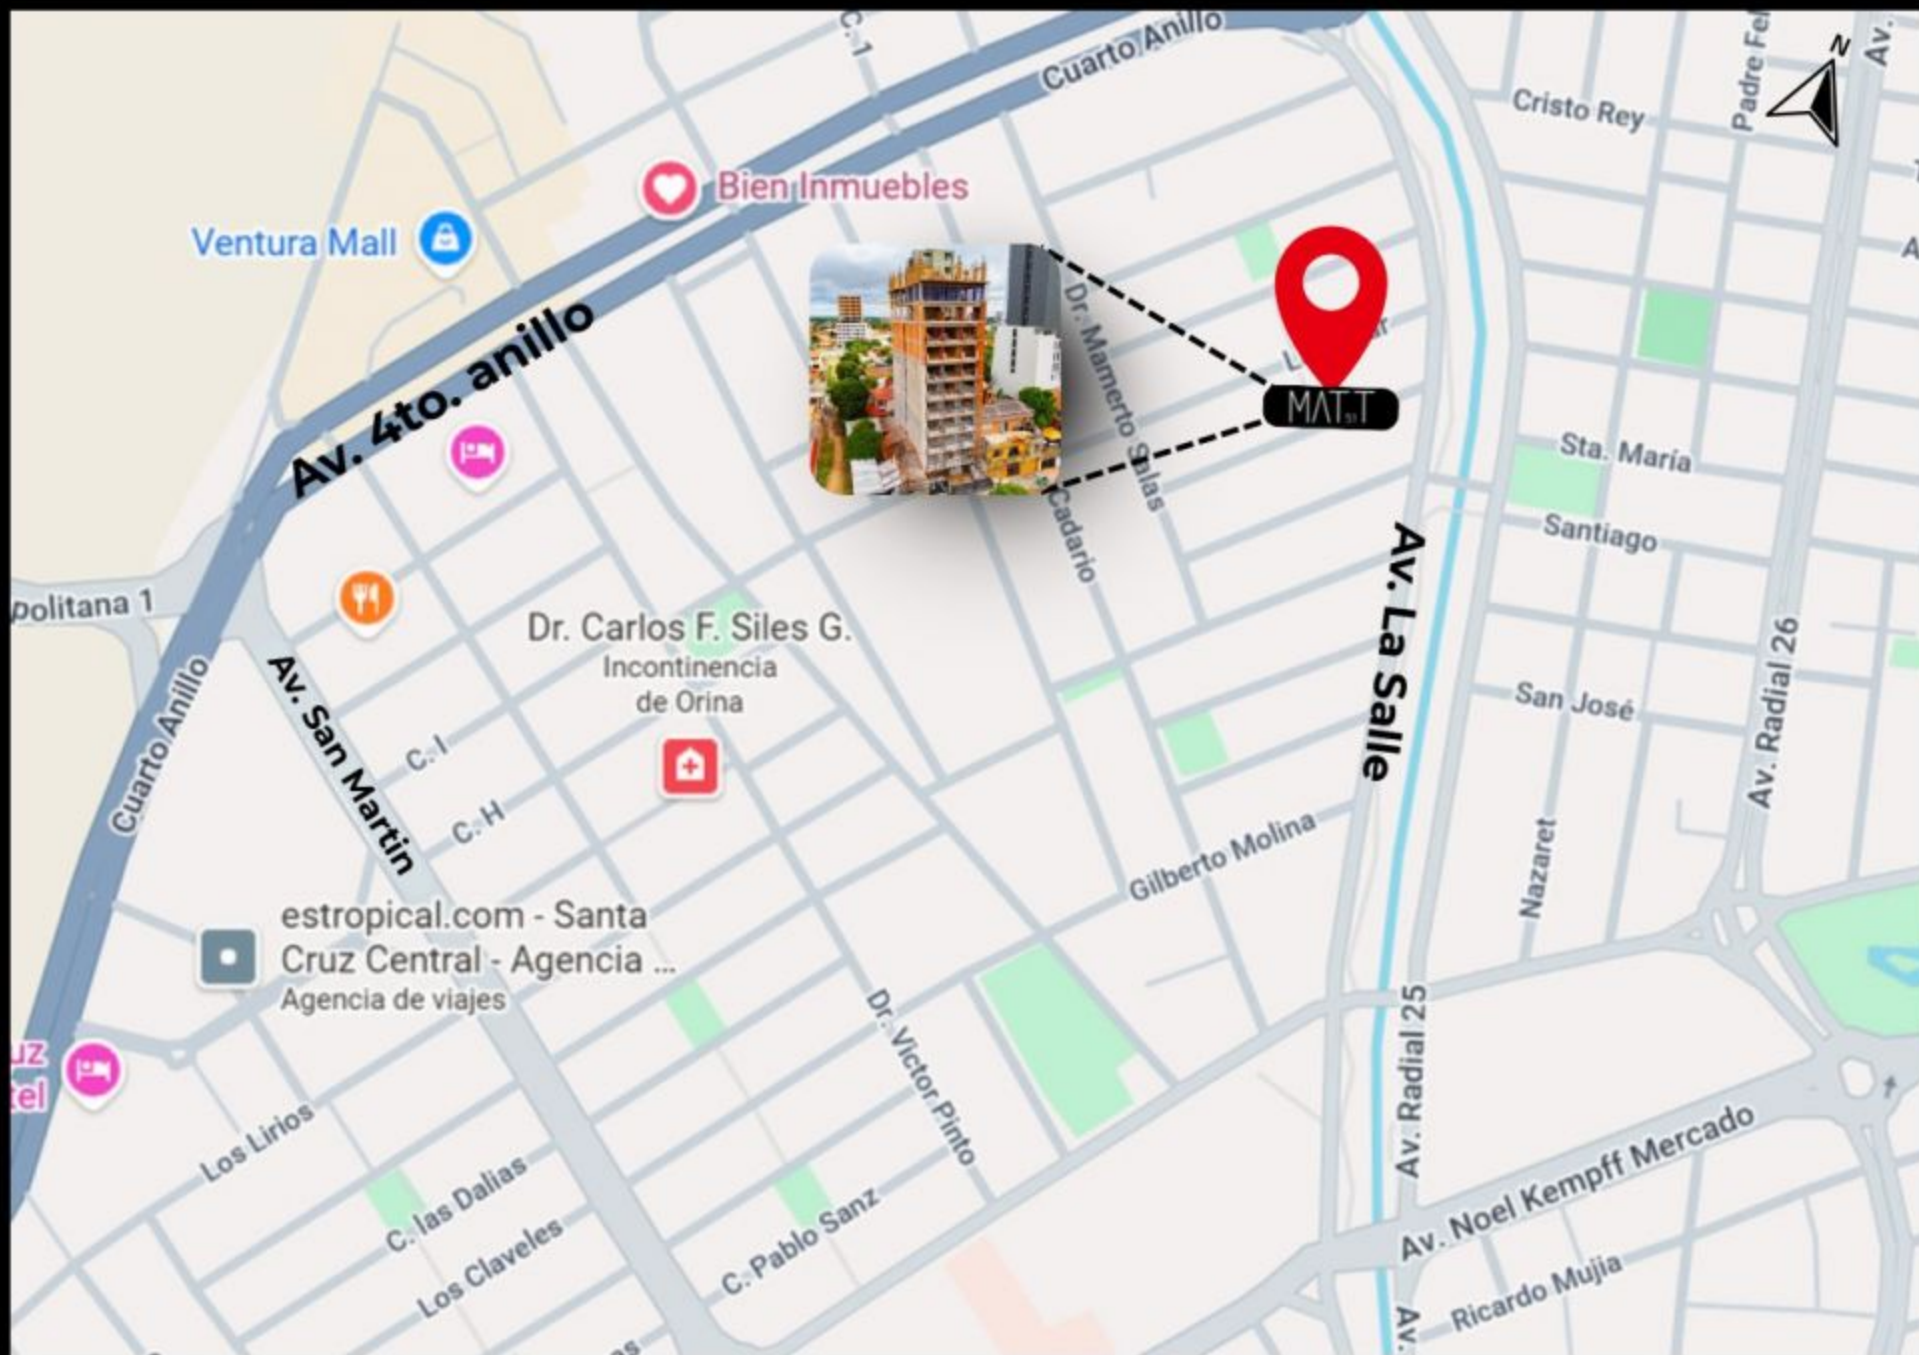 C. 1
Cuarto Anillo
Padre Fe
N
Av.
Cristo Rey
Bien Inmuebles
Ventura Mall
Av. 4to. anillo
Dr. Mamerto Salas
MAT51T
Sta. María
Cadario
Santiago
Av. La Salle
politana 1
Dr. Carlos F. Siles G.
Incontinencia
de Orina
Av. San Martin
Cuarto Anillo
San José
Av. Radial 26
C. I
C. H
Gilberto Molina
Nazaret
estropical.com - Santa
Cruz Central - Agencia ...
Agencia de viajes
Dr. Victor Pinto
Av. Radial 25
uz
tel
Los Lirios
C. las Dalias
C. Pablo Sanz
Av. Noel Kempff Mercado
Los Claveles
Ricardo Mujia
Av.
as